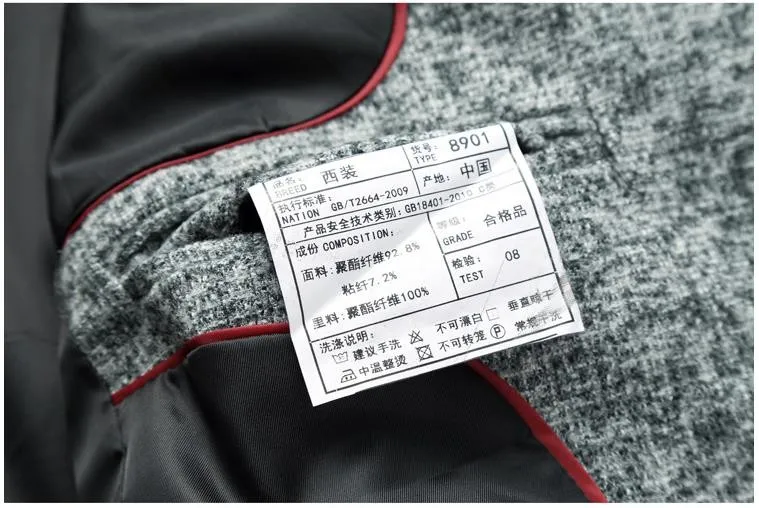 品名: BREED 西装
货号: TYPE 8901
执行标准: NATION GB/T2664-2009
产地: 中国
产品安全技术类别: GB18401-2010 C类
成份 COMPOSITION:
面料:聚酯纤维92.8%
粘纤7.2%
里料:聚酯纤维100%
等级: GRADE 合格品
检验: TEST 08
洗涤说明:
建议手洗 不可漂白 垂直晾干
中温整烫 不可转笼 P 常规干洗